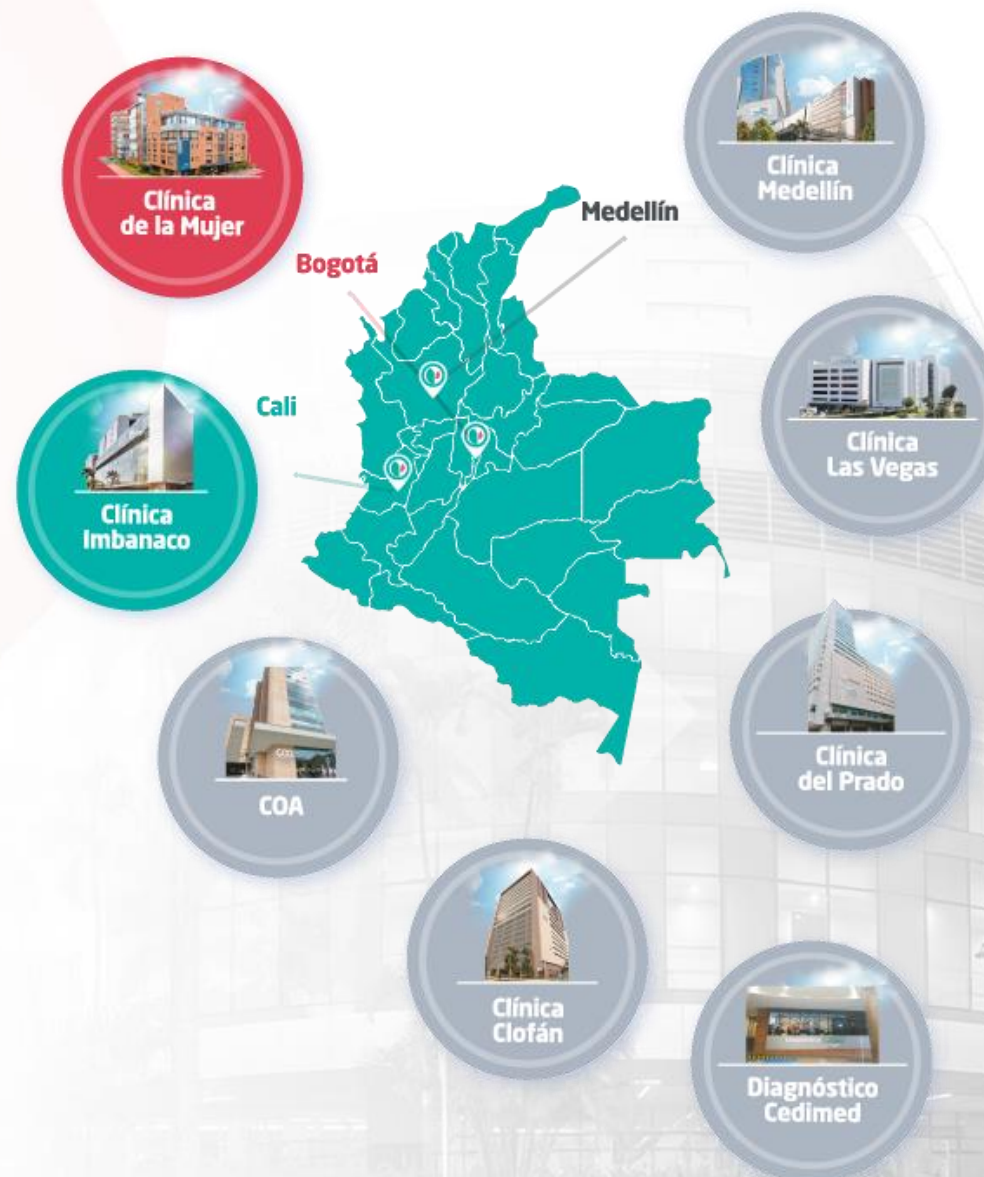 Clínica
de la Mujer
Clínica
Medellín
Medellín
Bogotá
Cali
Clínica
Imbanaco
Clínica
Las Vegas
COA
Clínica
del Prado
Clínica
Clofán
Diagnóstico
Cedimed